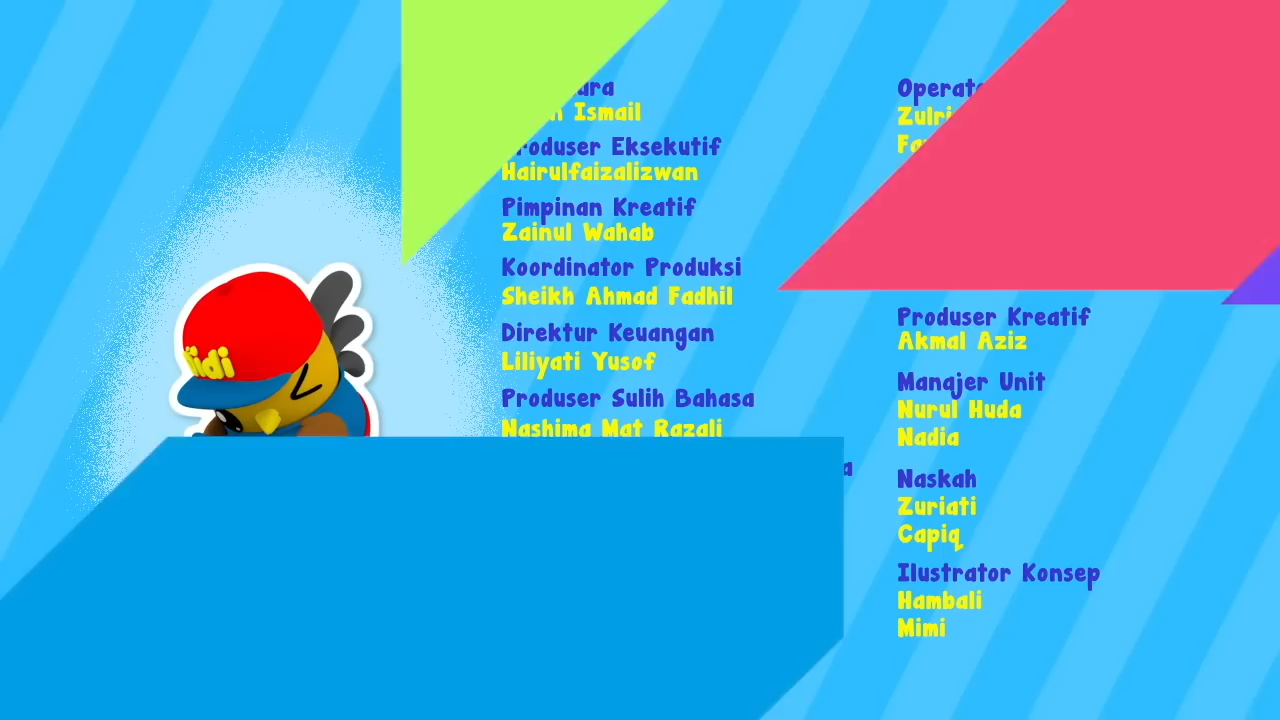 didi
Ismail
Produser Eksekutif
Hairulfaizalizwan
Pimpinan Kreatif
Zainul Wahab
Koordinator Produksi
Sheikh Ahmad Fadhil
Direktur Keuangan
Liliyati Yusof
Produser Sulih Bahasa
Nashima Mat Razali
Produser Kreatif
Akmal Aziz
Manajer Unit
Nurul Huda
Nadia
Naskah
Zuriati
Capiq
Ilustrator Konsep
Hambali
Mimi